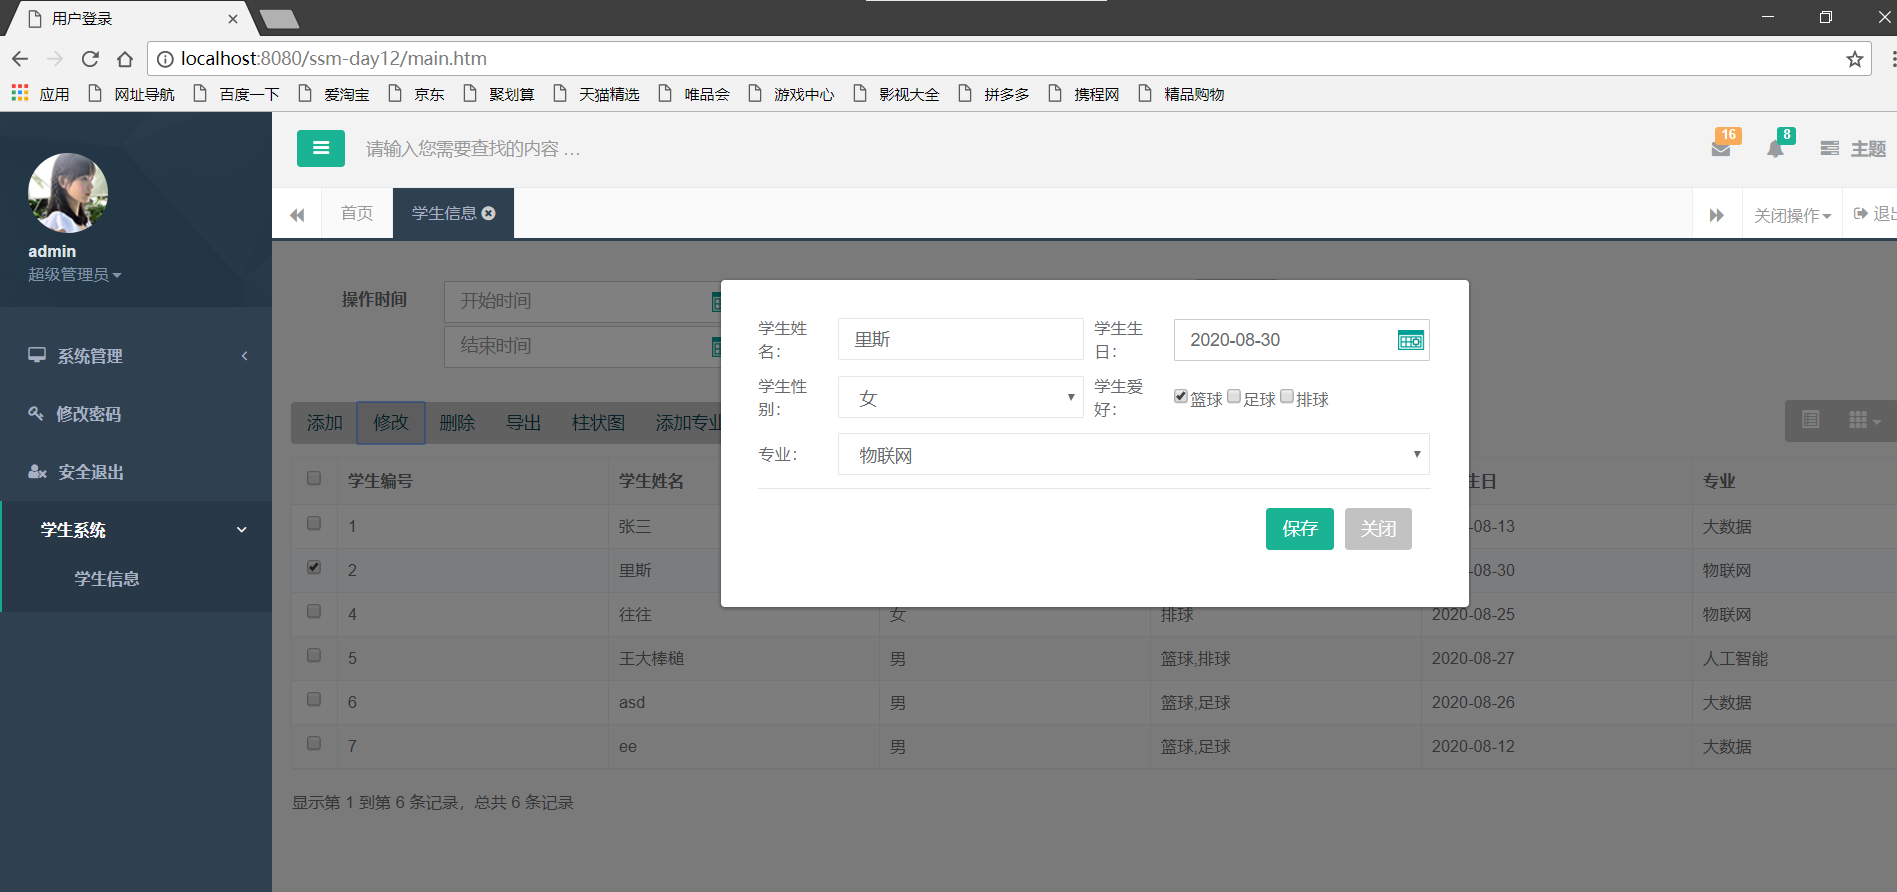 用户登录
localhost:8080/ssm-day12/main.htm
应用 网址导航 百度一下 爱淘宝 京东 聚划算 天猫精选 唯品会 游戏中心 影视大全 拼多多 携程网 精品购物
admin
超级管理员
系统管理
修改密码
安全退出
学生系统
学生信息
请输入您需要查找的内容 …
16
8
主题
首页
学生信息
关闭操作
退出
操作时间
开始时间
结束时间
添加 修改 删除 导出 柱状图 添加专业
学生编号 学生姓名 生日 专业
1 张三 -08-13 大数据
2 里斯 -08-30 物联网
4 往往 女 排球 2020-08-25 物联网
5 王大棒槌 男 篮球,排球 2020-08-27 人工智能
6 asd 男 篮球,足球 2020-08-26 大数据
7 ee 男 篮球,足球 2020-08-12 大数据
显示第 1 到第 6 条记录，总共 6 条记录
学生姓名：
里斯
学生生日：
2020-08-30
学生性别：
女
学生爱好：
篮球 足球 排球
专业：
物联网
保存
关闭